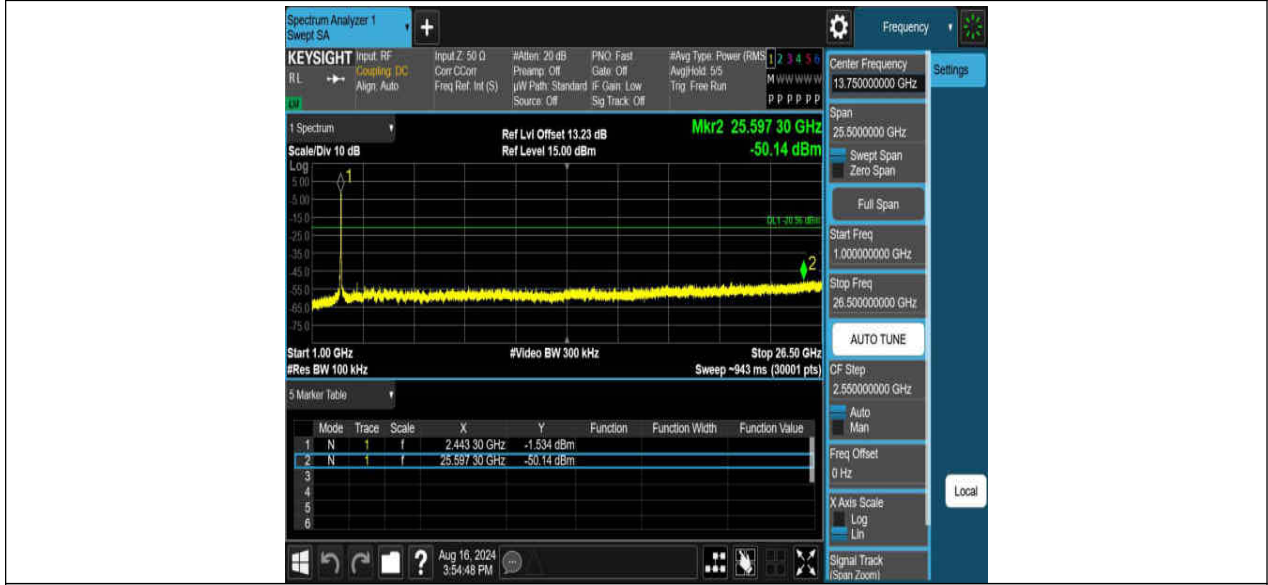 Spectrum Analyzer 1
Swept SA
+
Frequency
KEYSIGHT
RL
Input: RF
Coupling: DC
Align: Auto
Input Z: 50 Ω
Corr CCorr
Freq Ref: Int (S)
#Atten: 20 dB
Preamp: Off
µW Path: Standard
Source: Off
PNO: Fast
Gate: Off
IF Gain: Low
Sig Track: Off
#Avg Type: Power (RMS
Avg|Hold: 5/5
Trig: Free Run
1 2 3 4 5 6
M W W W W W
P P P P P P
1 Spectrum
Scale/Div 10 dB
Ref Lvl Offset 13.23 dB
Ref Level 15.00 dBm
Mkr2 25.597 30 GHz
-50.14 dBm
Log
5.00
-5.00
-15.0
-25.0
-35.0
-45.0
-55.0
-65.0
-75.0
1
DL1 -20.56 dBm
2
Start 1.00 GHz
#Video BW 300 kHz
Stop 26.50 GHz
#Res BW 100 kHz
Sweep ~943 ms (30001 pts)
5 Marker Table
Mode Trace Scale X Y Function Function Width Function Value
1 N 1 f 2.443 30 GHz -1.534 dBm
2 N 1 f 25.597 30 GHz -50.14 dBm
3
4
5
6
?
Aug 16, 2024
3:54:48 PM
Center Frequency
13.750000000 GHz
Span
25.5000000 GHz
Swept Span
Zero Span
Full Span
Start Freq
1.000000000 GHz
Stop Freq
26.500000000 GHz
AUTO TUNE
CF Step
2.550000000 GHz
Auto
Man
Freq Offset
0 Hz
X Axis Scale
Log
Lin
Signal Track
(Span Zoom)
Settings
Local